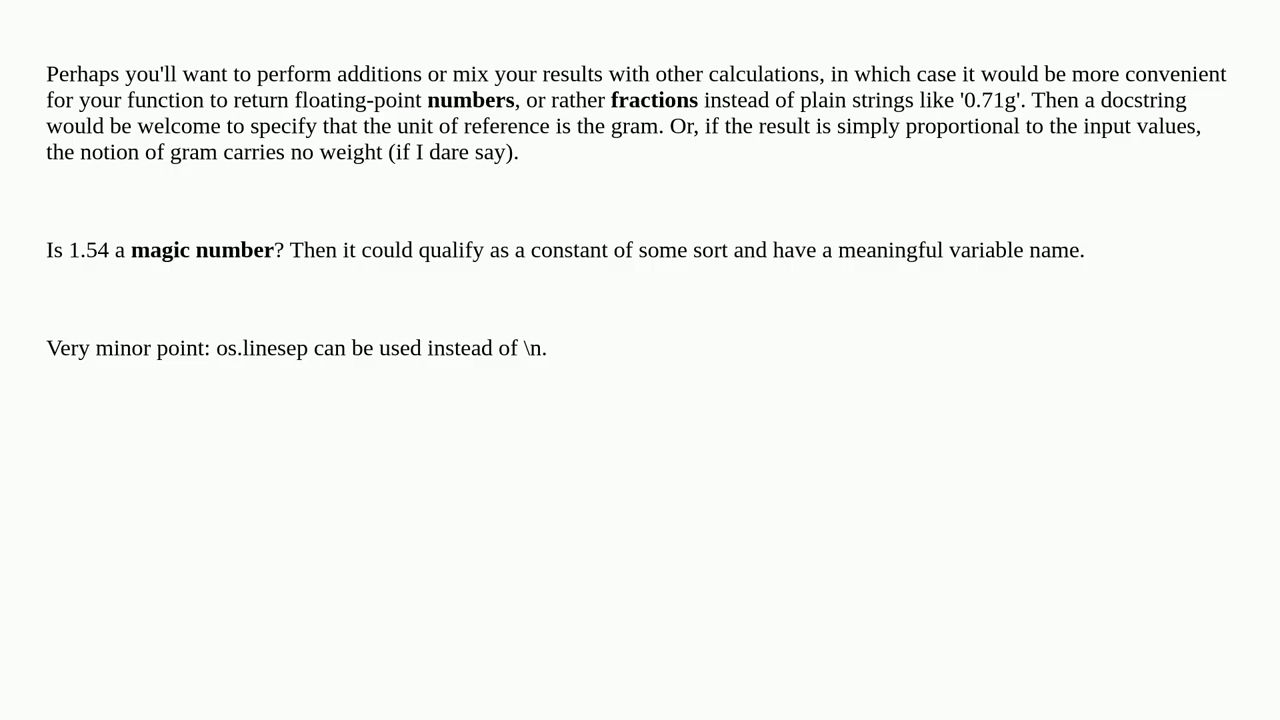 Perhaps you'll want to perform additions or mix your results with other calculations, in which case it would be more convenient
for your function to return floating-point numbers, or rather fractions instead of plain strings like '0.71g'. Then a docstring
would be welcome to specify that the unit of reference is the gram. Or, if the result is simply proportional to the input values,
the notion of gram carries no weight (if I dare say).
Is 1.54 a magic number? Then it could qualify as a constant of some sort and have a meaningful variable name.
Very minor point: os.linesep can be used instead of \n.